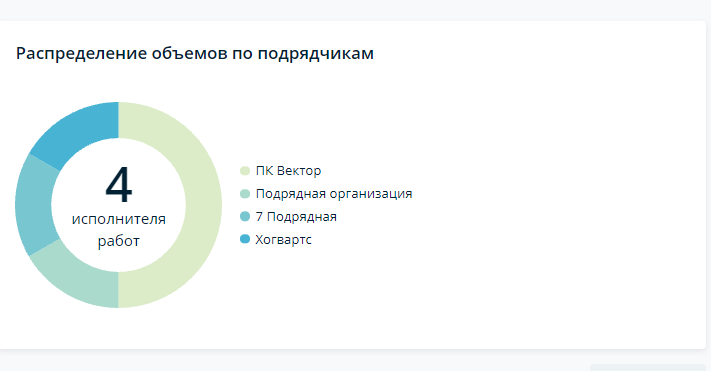 Распределение объемов по подрядчикам
4
исполнителя
работ
ПК Вектор
Подрядная организация
7 Подрядная
Хогвартс